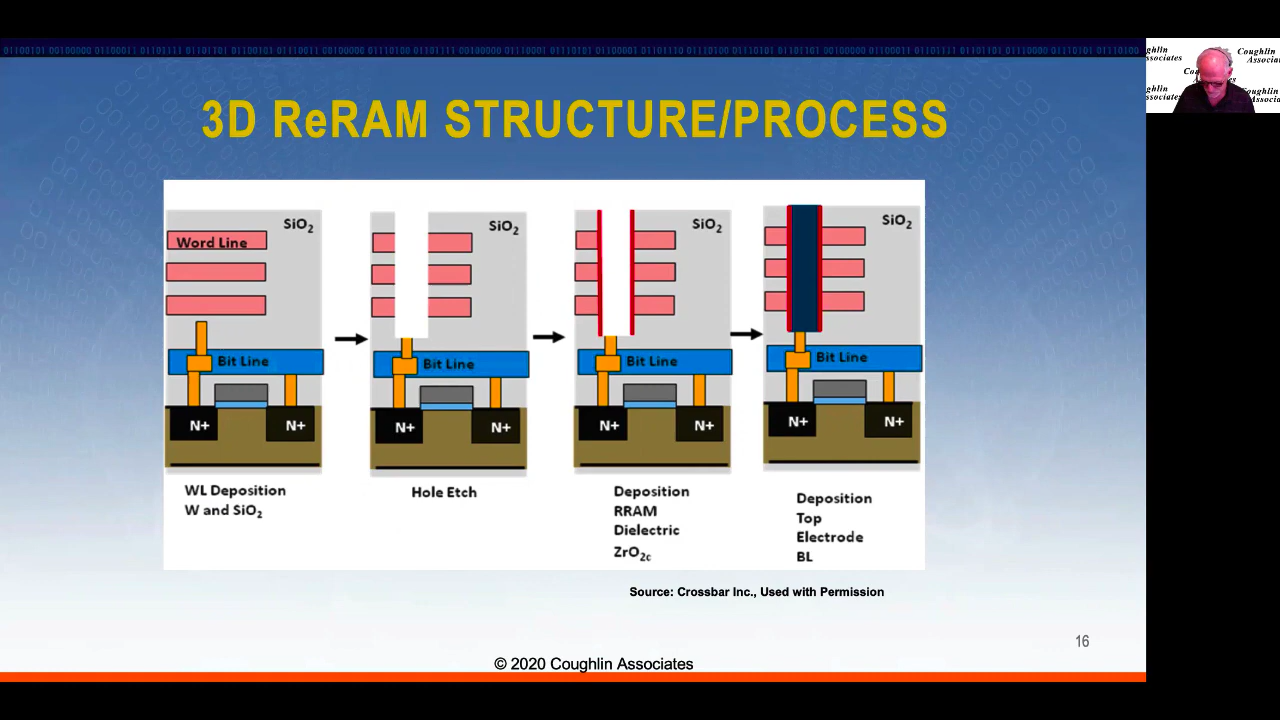 3D ReRAM STRUCTURE/PROCESS
SiO2
Word Line
Bit Line
N+ N+
WL Deposition
W and SiO2
SiO2
Bit Line
N+ N+
Hole Etch
SiO2
Bit Line
N+ N+
Deposition
RRAM
Dielectric
ZrO2c
SiO2
Bit Line
N+ N+
Deposition
Top
Electrode
BL
Source: Crossbar Inc., Used with Permission
16
© 2020 Coughlin Associates
Coughlin
Associates